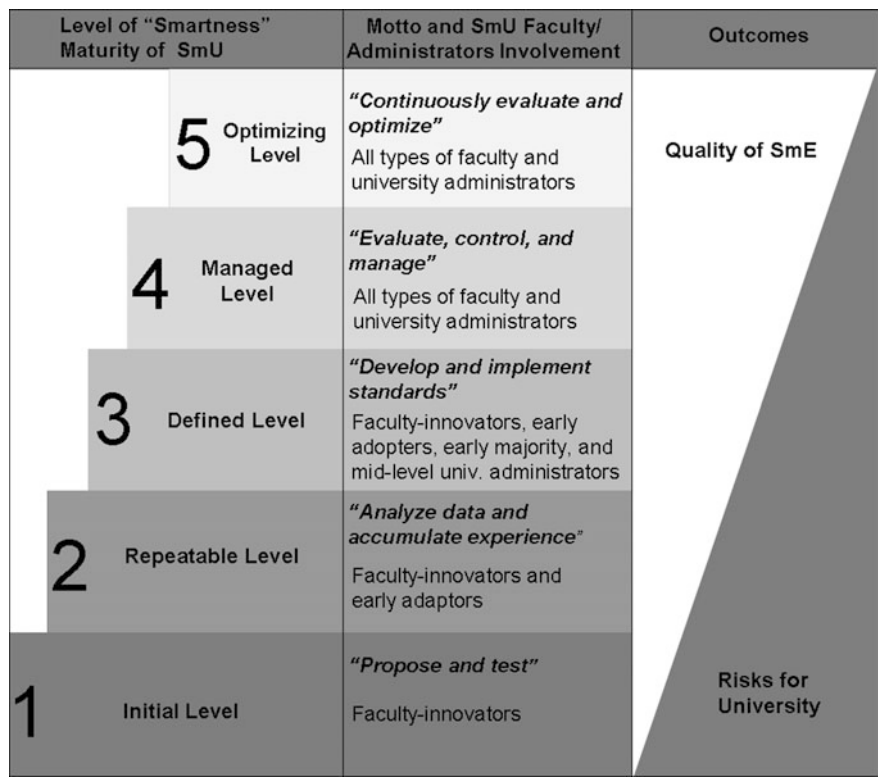 Level of “Smartness”
Maturity of SmU
Motto and SmU Faculty/
Administrators Involvement
Outcomes
5
Optimizing
Level
“Continuously evaluate and
optimize”
All types of faculty and
university administrators
Quality of SmE
4
Managed
Level
“Evaluate, control, and
manage”
All types of faculty and
university administrators
3
Defined Level
“Develop and implement
standards”
Faculty-innovators, early
adopters, early majority, and
mid-level univ. administrators
2
Repeatable Level
“Analyze data and
accumulate experience”
Faculty-innovators and
early adaptors
1
Initial Level
“Propose and test”
Faculty-innovators
Risks for
University